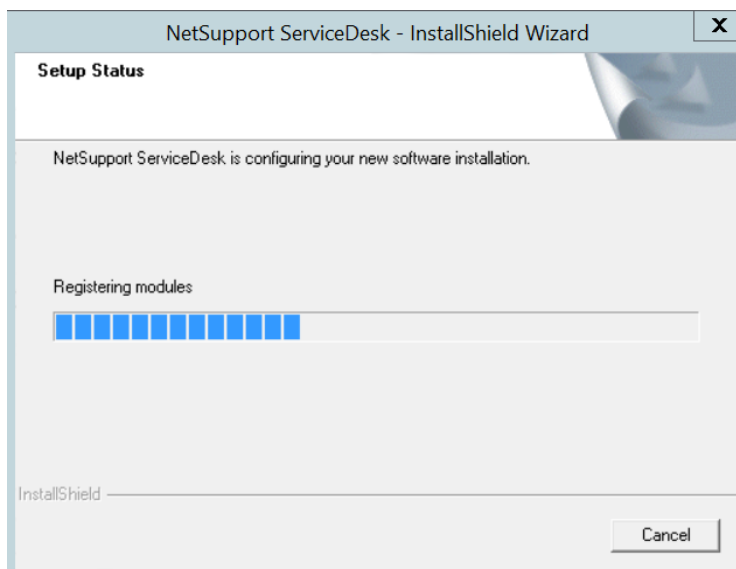 NetSupport ServiceDesk - InstallShield Wizard
X
Setup Status
NetSupport ServiceDesk is configuring your new software installation.
Registering modules
InstallShield
Cancel